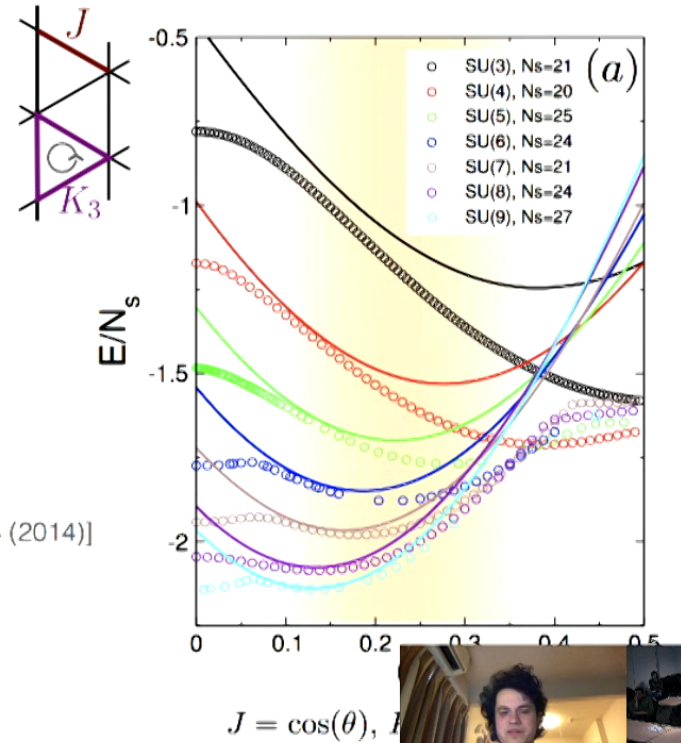 J
K₃
(a)
SU(3), Ns=21
SU(4), Ns=20
SU(5), Ns=25
SU(6), Ns=24
SU(7), Ns=21
SU(8), Ns=24
SU(9), Ns=27
-0.5
-1
-1.5
-2
E/Nₛ
(2014)]
0
0.1
0.2
0.3
0.4
0.5
J = cos(θ),